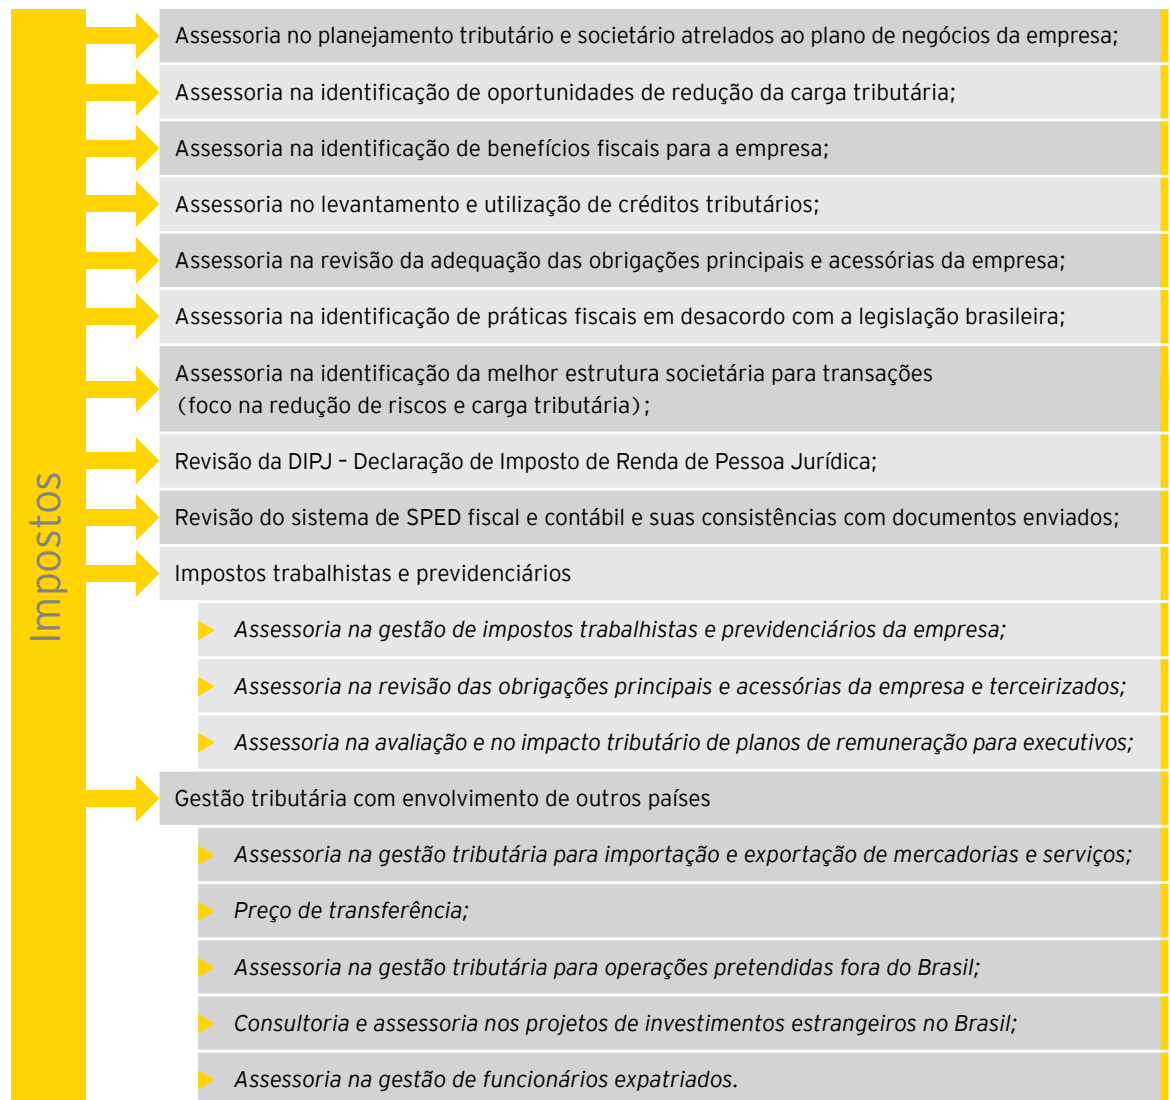 Impostos
Assessoria no planejamento tributário e societário atrelados ao plano de negócios da empresa;
Assessoria na identificação de oportunidades de redução da carga tributária;
Assessoria na identificação de benefícios fiscais para a empresa;
Assessoria no levantamento e utilização de créditos tributários;
Assessoria na revisão da adequação das obrigações principais e acessórias da empresa;
Assessoria na identificação de práticas fiscais em desacordo com a legislação brasileira;
Assessoria na identificação da melhor estrutura societária para transações
(foco na redução de riscos e carga tributária);
Revisão da DIPJ – Declaração de Imposto de Renda de Pessoa Jurídica;
Revisão do sistema de SPED fiscal e contábil e suas consistências com documentos enviados;
Impostos trabalhistas e previdenciários
Assessoria na gestão de impostos trabalhistas e previdenciários da empresa;
Assessoria na revisão das obrigações principais e acessórias da empresa e terceirizados;
Assessoria na avaliação e no impacto tributário de planos de remuneração para executivos;
Gestão tributária com envolvimento de outros países
Assessoria na gestão tributária para importação e exportação de mercadorias e serviços;
Preço de transferência;
Assessoria na gestão tributária para operações pretendidas fora do Brasil;
Consultoria e assessoria nos projetos de investimentos estrangeiros no Brasil;
Assessoria na gestão de funcionários expatriados.